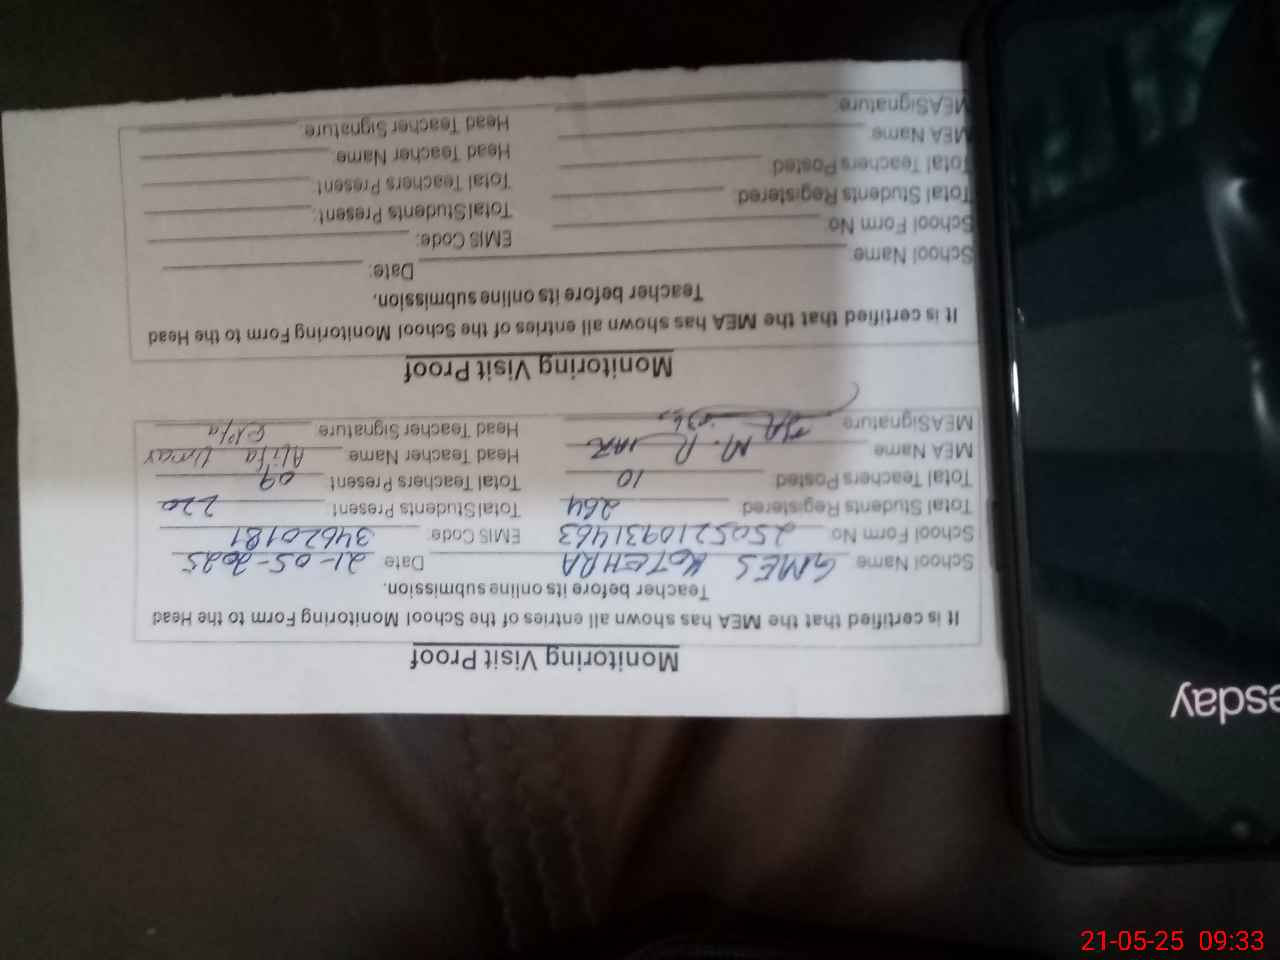 Monitoring Visit Proof
It is certified that the MEA has shown all entries of the School Monitoring Form to the Head
Teacher before its online submission.
School Name: GMES KOTEHRA Date: 21-05-2025
School Form No: 2505210931463 EMIS Code: 34620181
Total Students Registered: 264 Total Students Present: 220
Total Teachers Posted: 10 Total Teachers Present: 09
MEA Name: M. RIAZ Head Teacher Name: Alifa Umar
MEASignature: Head Teacher Signature:
Monitoring Visit Proof
It is certified that the MEA has shown all entries of the School Monitoring Form to the Head
Teacher before its online submission.
School Name: Date:
School Form No: EMIS Code:
Total Students Registered: Total Students Present:
Total Teachers Posted: Total Teachers Present:
MEA Name: Head Teacher Name:
MEASignature: Head Teacher Signature:
esday
21-05-25 09:33